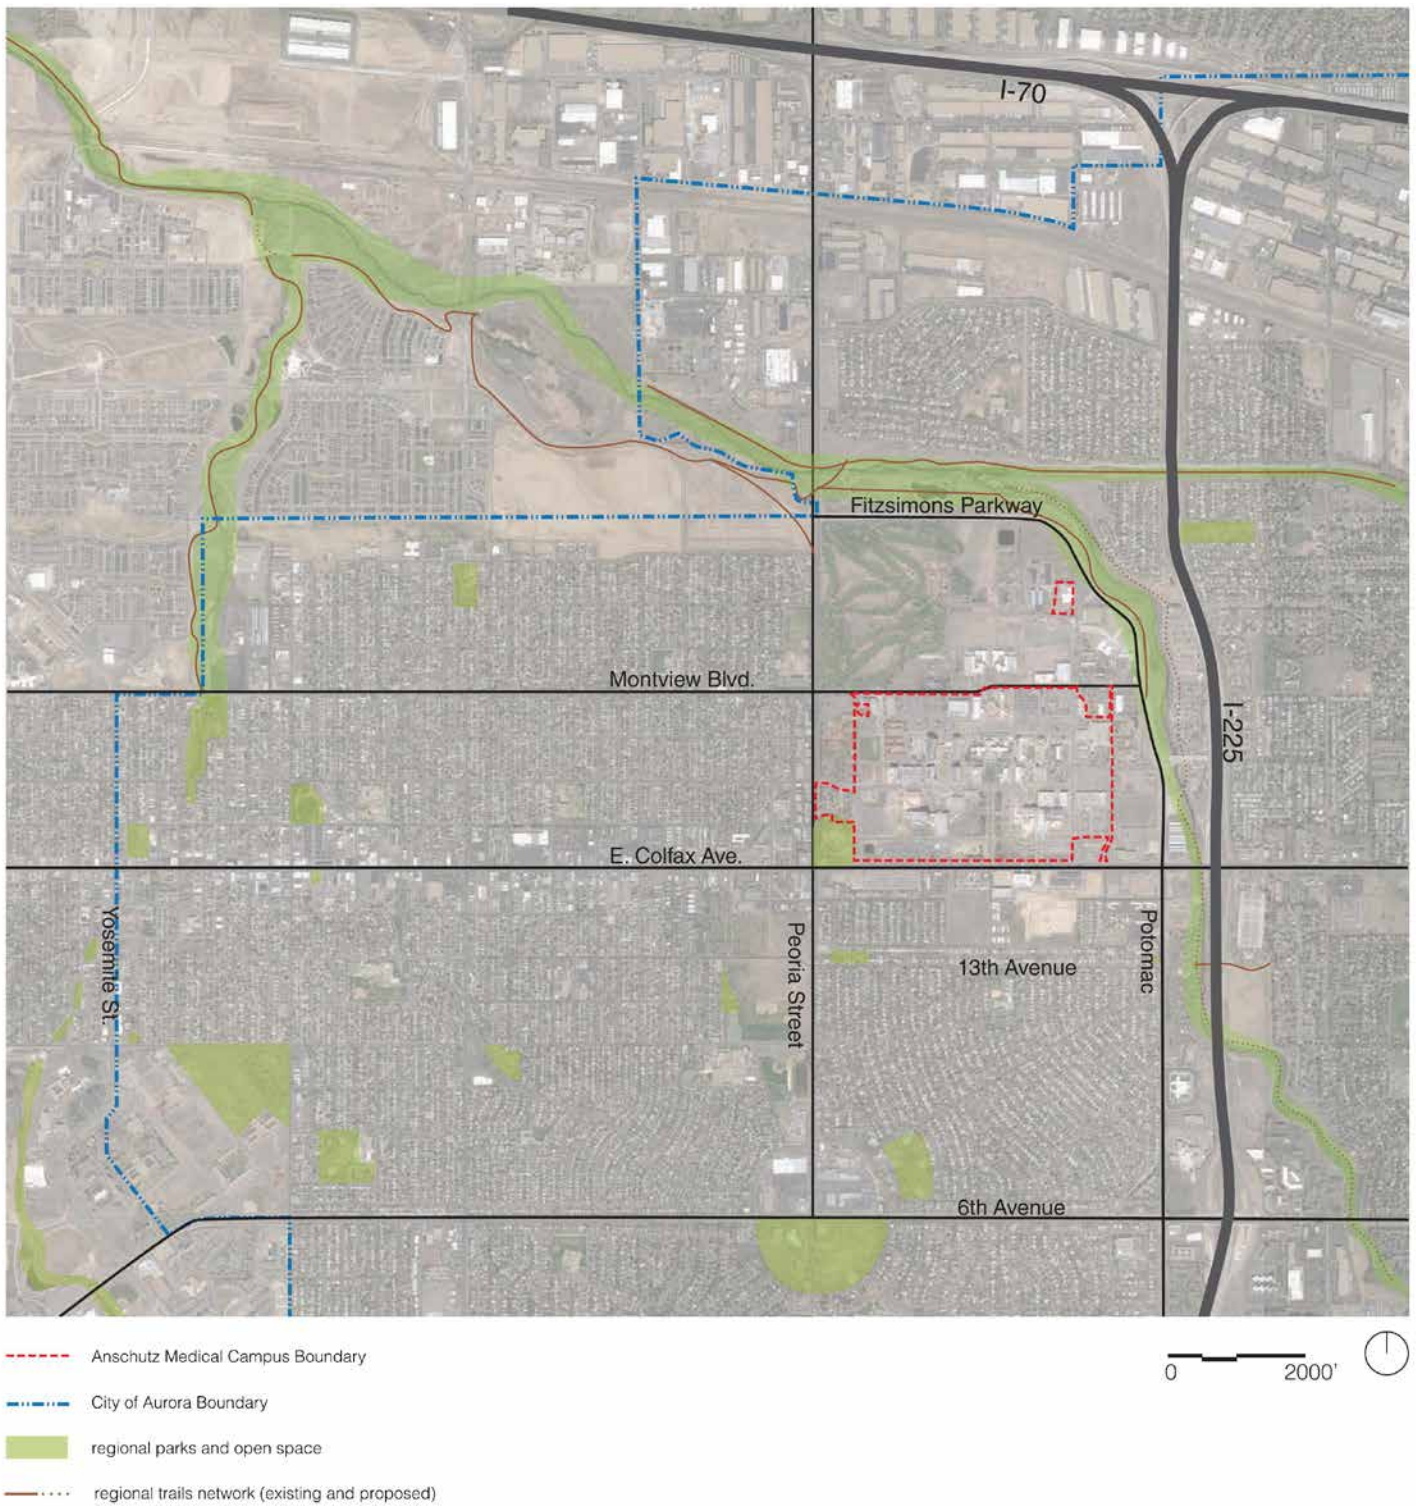 I-70
Fitzsimons Parkway
Montview Blvd.
I-225
E. Colfax Ave.
Yosemite St.
Peoria Street
Potomac
13th Avenue
6th Avenue
Anschutz Medical Campus Boundary
0 2000'
City of Aurora Boundary
regional parks and open space
regional trails network (existing and proposed)